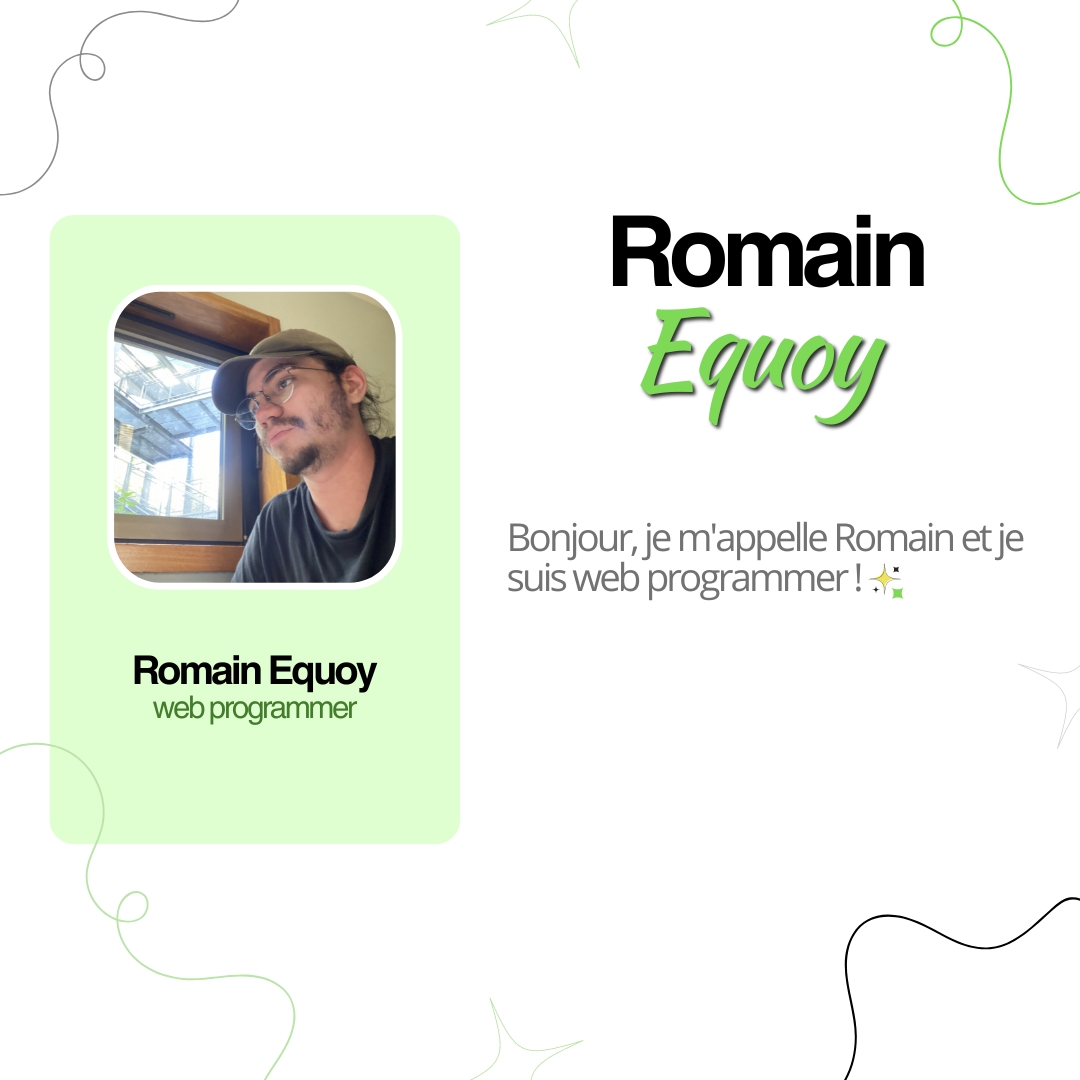 Romain
Equoy
Bonjour, je m'appelle Romain et je
suis web programmer ! ✨
Romain Equoy
web programmer